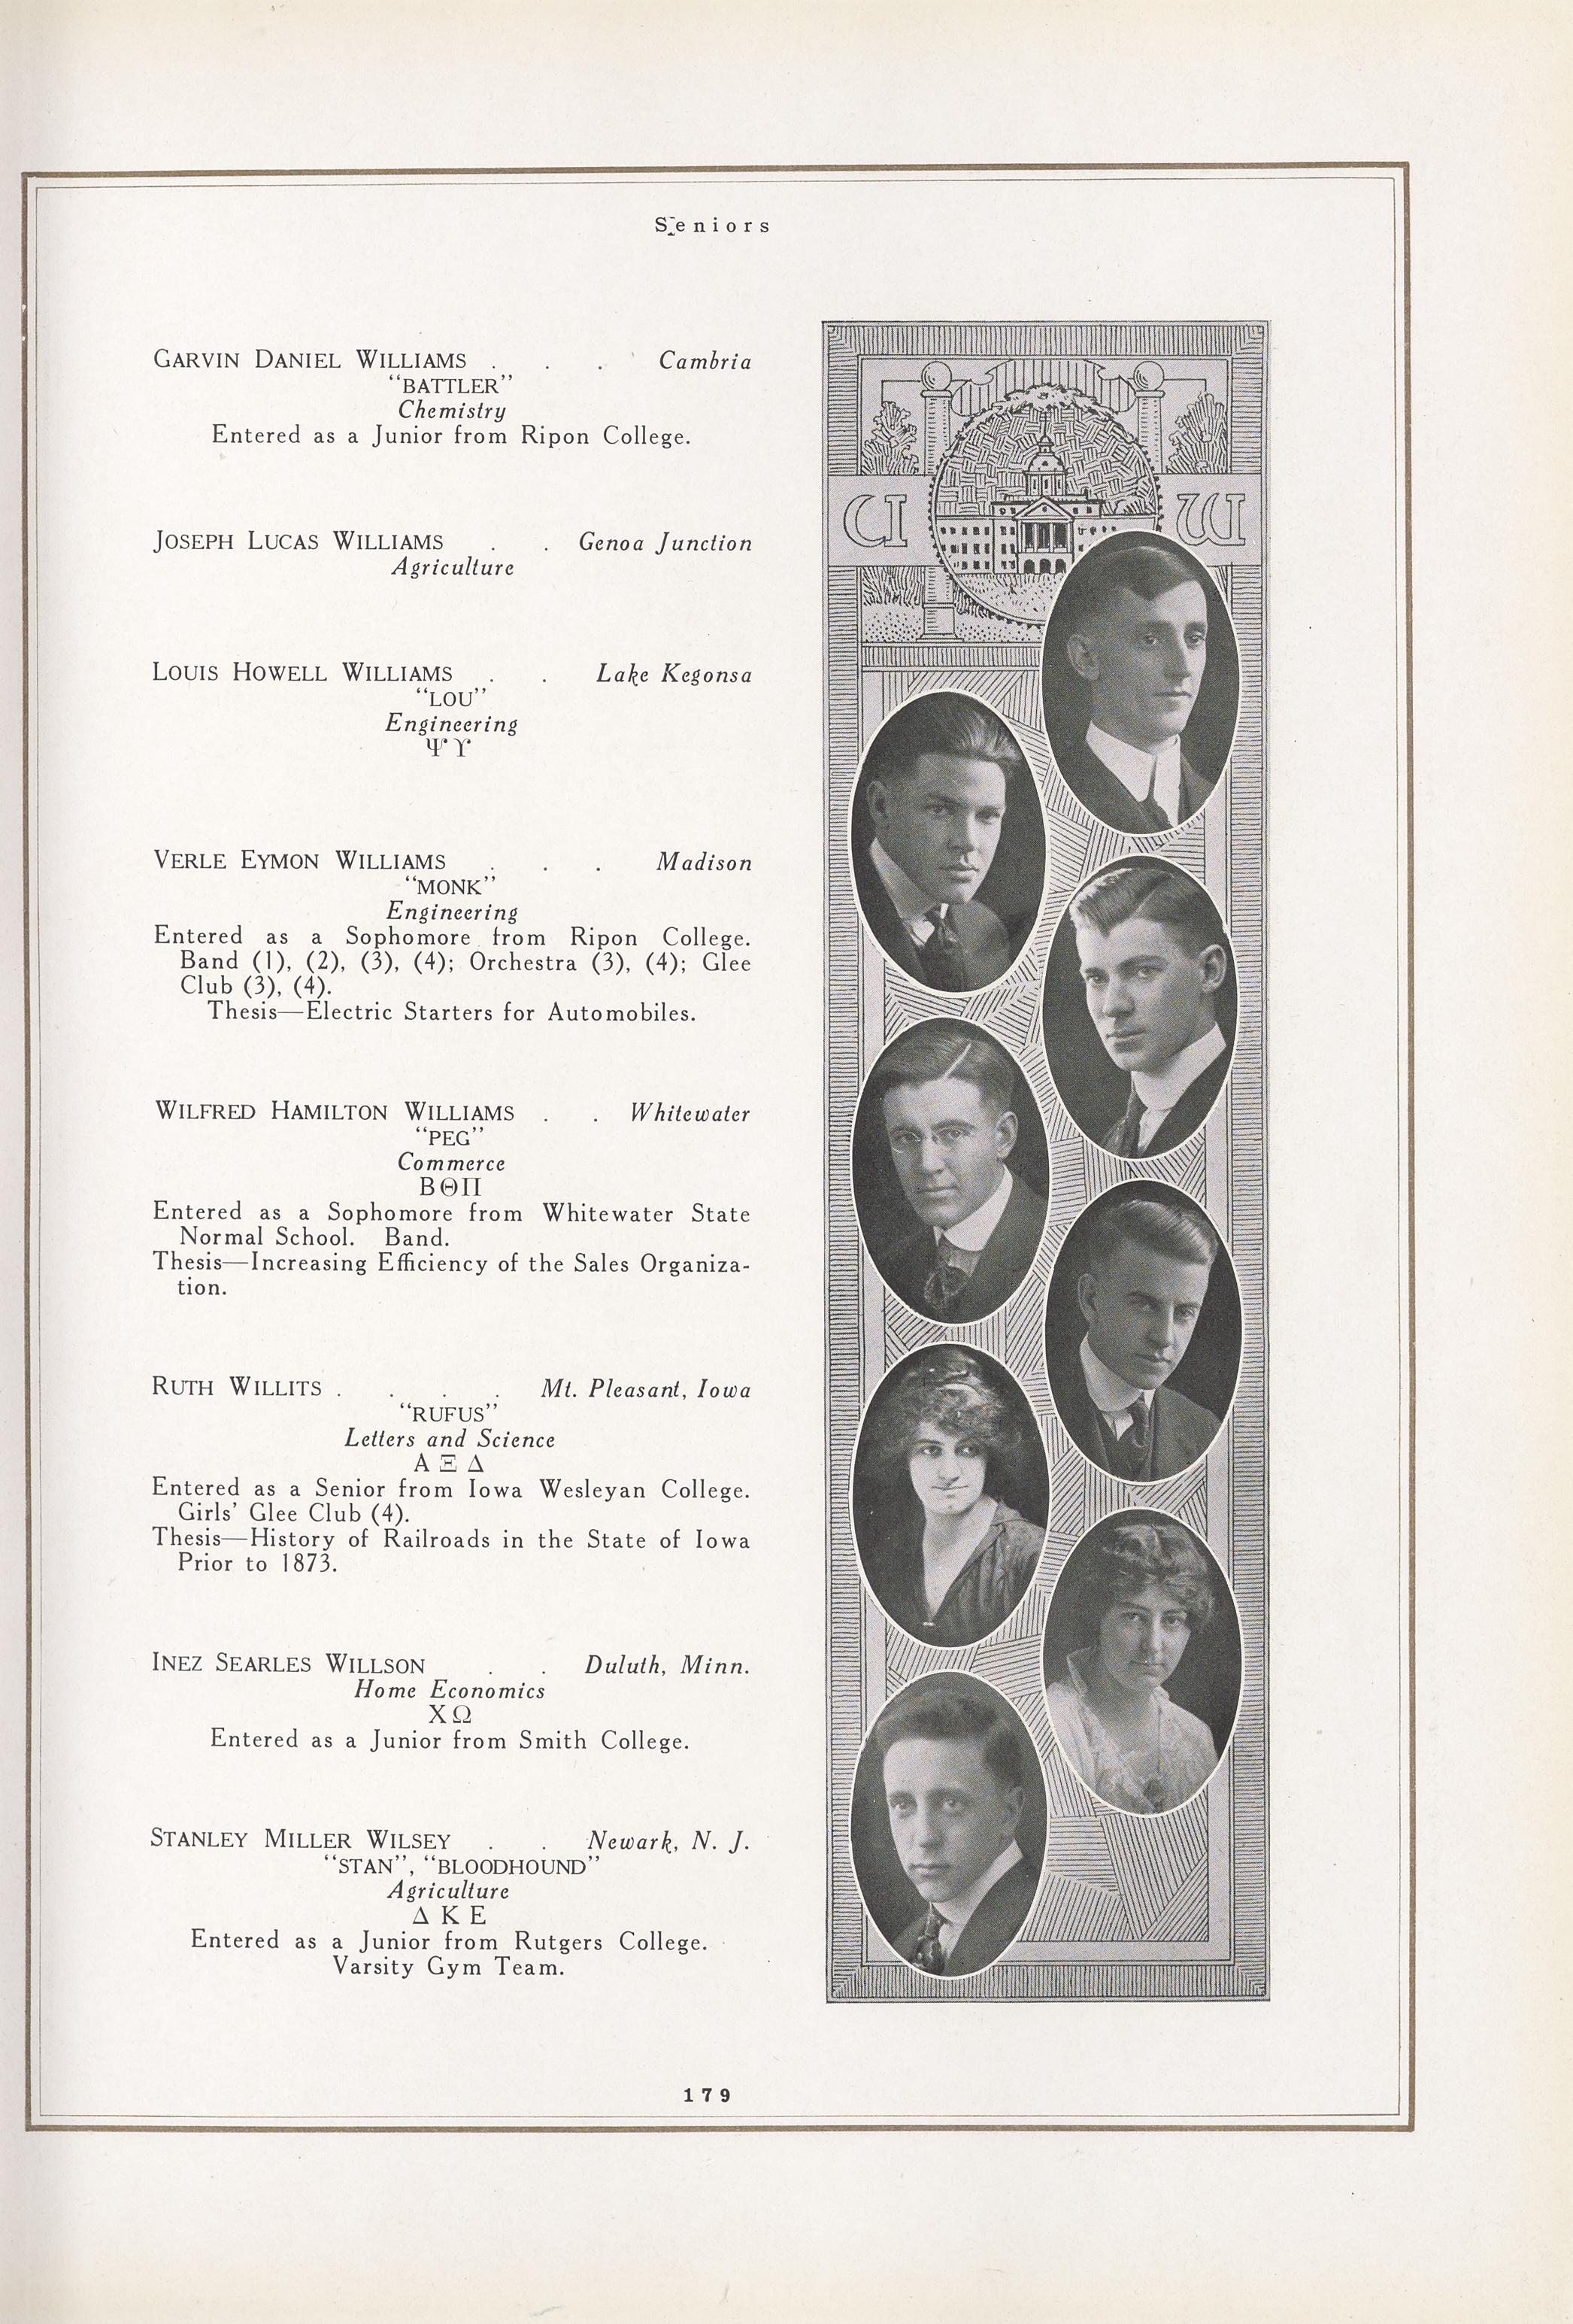 Seniors
GARVIN DANIEL WILLIAMS . . . Cambria
"BATTLER"
Chemistry
Entered as a Junior from Ripon College.
JOSEPH LUCAS WILLIAMS . . Genoa Junction
Agriculture
LOUIS HOWELL WILLIAMS . . Lake Kegonsa
"LOU"
Engineering
ΨΥ
VERLE EYMON WILLIAMS . . . Madison
"MONK"
Engineering
Entered as a Sophomore from Ripon College.
Band (1), (2), (3), (4); Orchestra (3), (4); Glee
Club (3), (4).
Thesis—Electric Starters for Automobiles.
WILFRED HAMILTON WILLIAMS . . Whitewater
"PEG"
Commerce
ΒΘΠ
Entered as a Sophomore from Whitewater State
Normal School. Band.
Thesis—Increasing Efficiency of the Sales Organiza-
tion.
RUTH WILLITS . . . . Mt. Pleasant, Iowa
"RUFUS"
Letters and Science
Α Ξ Δ
Entered as a Senior from Iowa Wesleyan College.
Girls' Glee Club (4).
Thesis—History of Railroads in the State of Iowa
Prior to 1873.
INEZ SEARLES WILLSON . . Duluth, Minn.
Home Economics
ΧΩ
Entered as a Junior from Smith College.
STANLEY MILLER WILSEY . . Newark, N. J.
"STAN", "BLOODHOUND"
Agriculture
Δ Κ Ε
Entered as a Junior from Rutgers College.
Varsity Gym Team.
U W
179